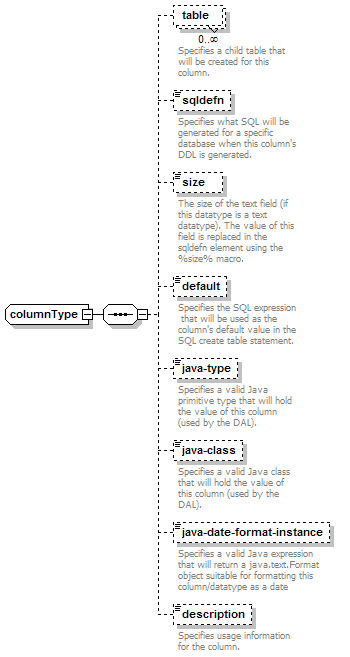 table
0..∞
Specifies a child table that
will be created for this
column.
sqldefn
Specifies what SQL will be
generated for a specific
database when this column's
DDL is generated.
size
The size of the text field (if
this datatype is a text
datatype). The value of this
field is replaced in the
sqldefn element using the
%size% macro.
default
Specifies the SQL expression
that will be used as the
column's default value in the
SQL create table statement.
columnType
java-type
Specifies a valid Java
primitive type that will hold
the value of this column
(used by the DAL).
java-class
Specifies a valid Java class
that will hold the value of
this column (used by the
DAL).
java-date-format-instance
Specifies a valid Java expression
that will return a java.text.Format
object suitable for formatting this
column/datatype as a date
description
Specifies usage information
for the column.